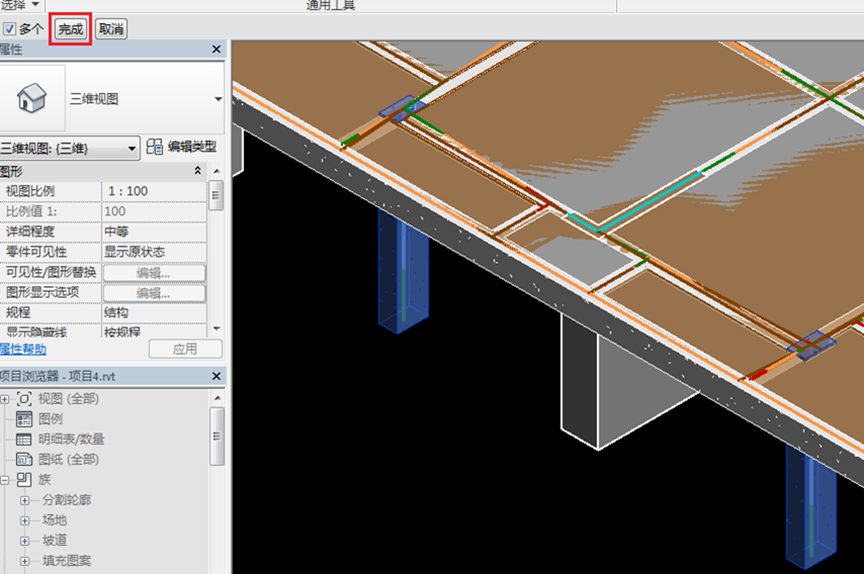 选择
通用工具
多个 完成 取消
属性
三维视图
三维视图: {三维} 编辑类型
图形
视图比例 1 : 100
比例值 1: 100
详细程度 中等
零件可见性 显示原状态
可见性/图形替换 编辑...
图形显示选项 编辑...
规程 结构
显示隐藏线 按规程
属性帮助 应用
项目浏览器 - 项目4.rvt
视图 (全部)
图例
明细表/数量
图纸 (全部)
族
分割轮廓
场地
坡道
填充图案